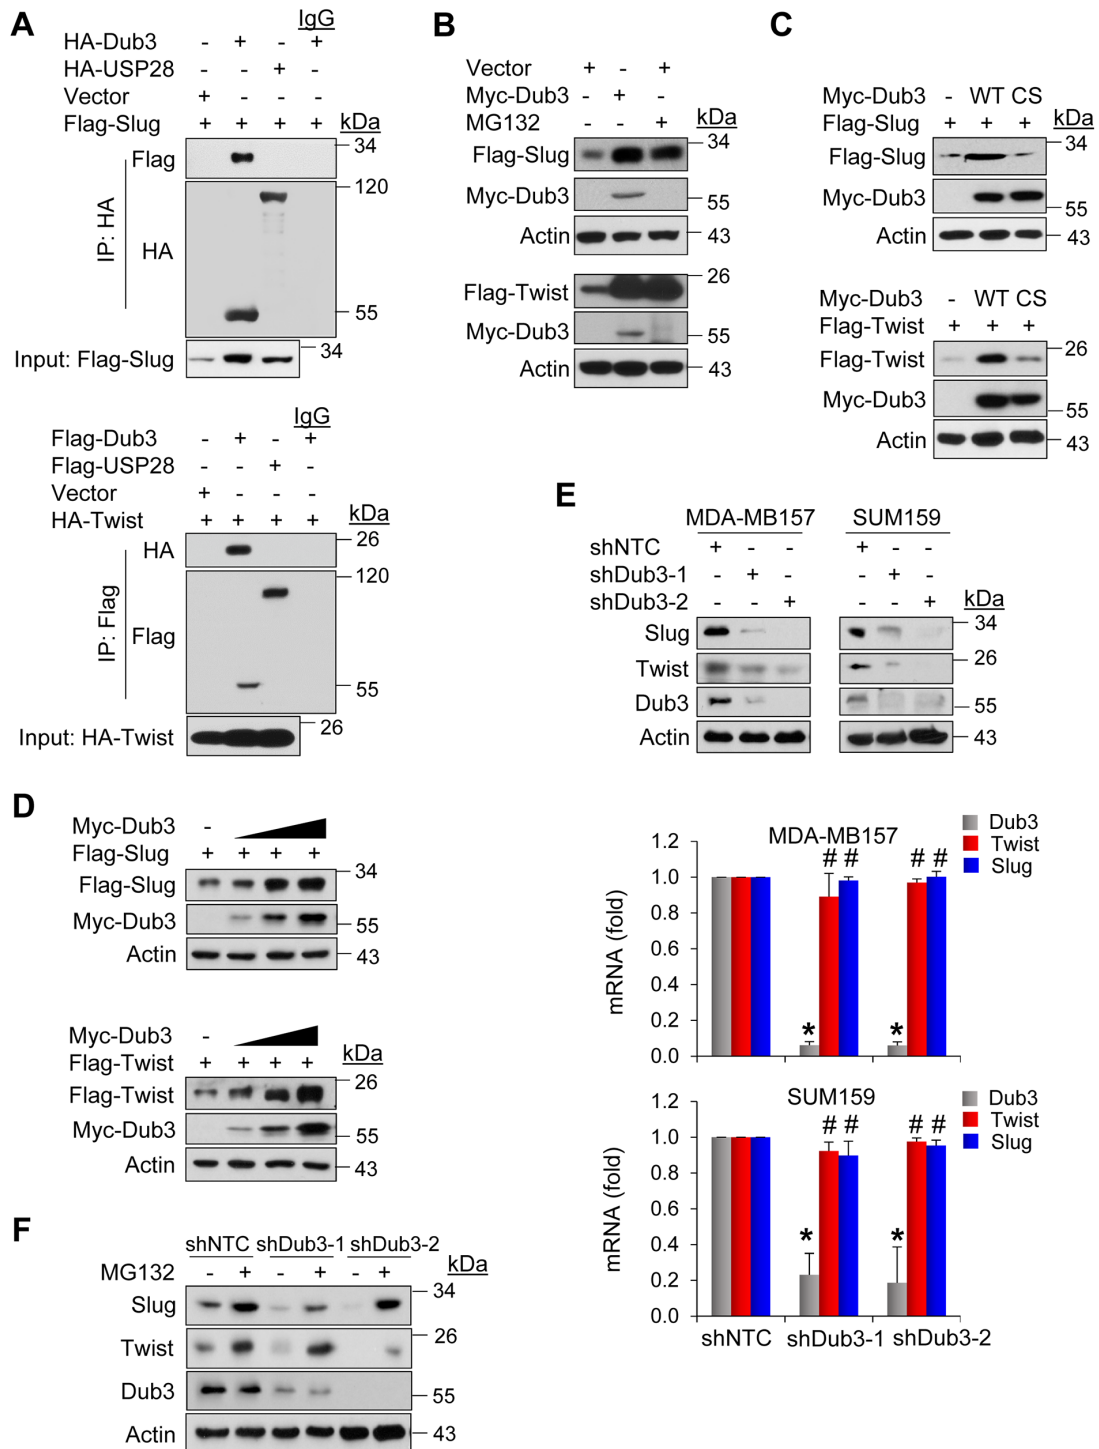 A
IgG
HA-Dub3 - + - +
HA-USP28 - - + -
Vector + - - -
Flag-Slug + + + + kDa
Flag 34
IP: HA
HA 120
55
Input: Flag-Slug 34
IgG
Flag-Dub3 - + - +
Flag-USP28 - - + -
Vector + - - -
HA-Twist + + + + kDa
HA 26
IP: Flag
Flag 120
55
Input: HA-Twist 26
B
Vector + - +
Myc-Dub3 - + -
MG132 - - + kDa
Flag-Slug 34
Myc-Dub3 55
Actin 43
Flag-Twist 26
Myc-Dub3 55
Actin 43
C
Myc-Dub3 - WT CS
Flag-Slug + + + kDa
Flag-Slug 34
Myc-Dub3 55
Actin 43
Myc-Dub3 - WT CS
Flag-Twist + + +
Flag-Twist 26
Myc-Dub3 55
Actin 43
D
Myc-Dub3 -
Flag-Slug + + + +
Flag-Slug 34
Myc-Dub3 55
Actin 43
Myc-Dub3 -
Flag-Twist + + + + kDa
Flag-Twist 26
Myc-Dub3 55
Actin 43
E
MDA-MB157 SUM159
shNTC + - - + - -
shDub3-1 - + - - + -
shDub3-2 - - + - - + kDa
Slug 34
Twist 26
Dub3 55
Actin 43
MDA-MB157
Dub3
Twist
Slug
mRNA (fold)
1.2
1.0
0.8
0.6
0.4
0.2
0.0
# # # #
* *
SUM159
Dub3
Twist
Slug
mRNA (fold)
1.2
1.0
0.8
0.6
0.4
0.2
0.0
# # # #
* *
shNTC shDub3-1 shDub3-2
F
shNTC shDub3-1 shDub3-2 kDa
MG132 - + - + - +
Slug 34
Twist 26
Dub3 55
Actin 43